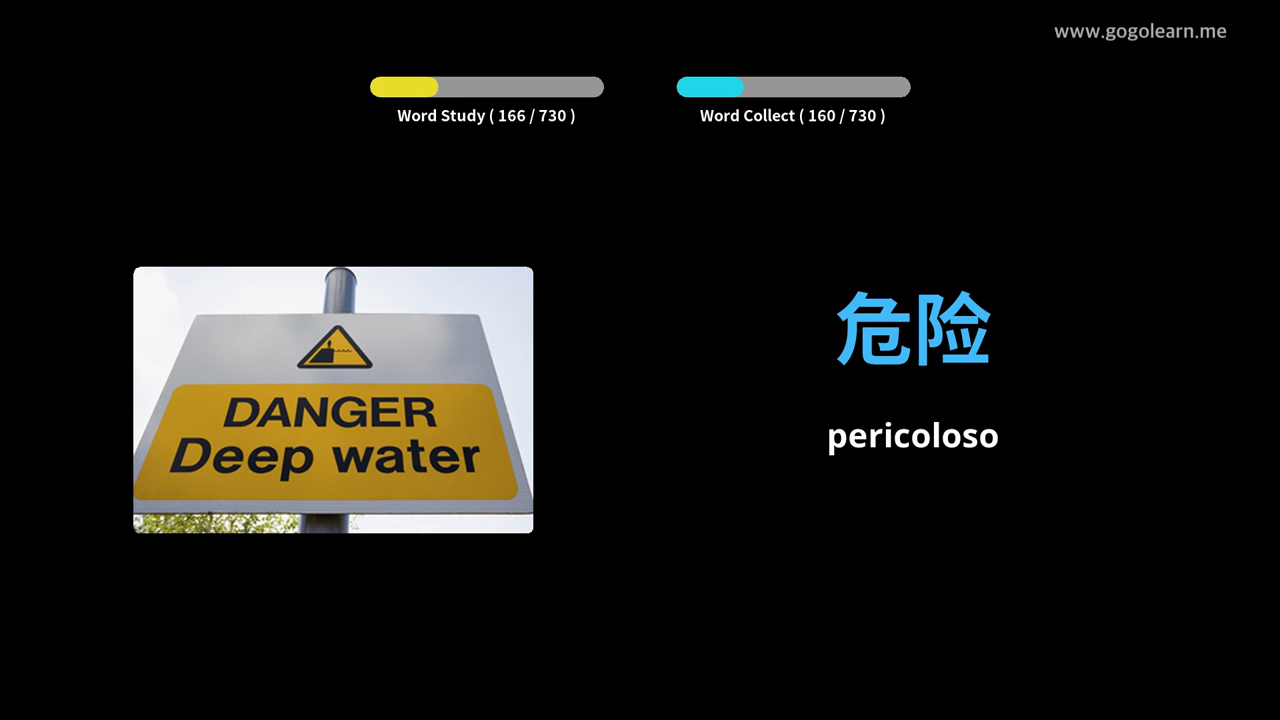 www.gogolearn.me
Word Study ( 166 / 730 )
Word Collect ( 160 / 730 )
DANGER
Deep water
危险
pericoloso